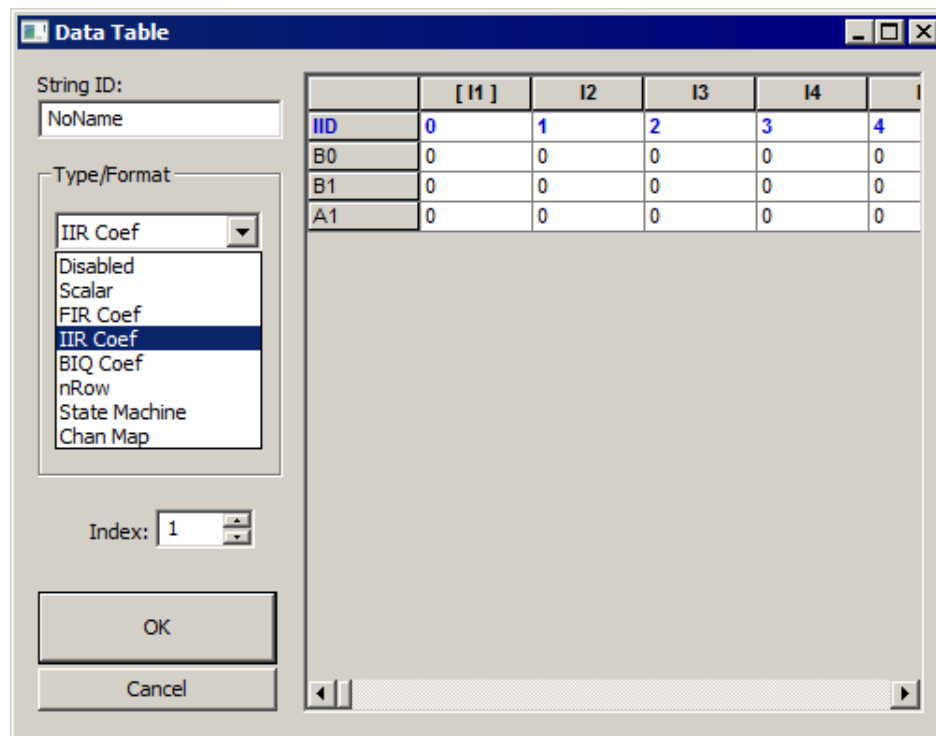 Data Table
String ID:
NoName
Type/Format
IIR Coef
Disabled
Scalar
FIR Coef
IIR Coef
BIQ Coef
nRow
State Machine
Chan Map
Index: 1
OK
Cancel
[ I1 ] I2 I3 I4
IID 0 1 2 3 4
B0 0 0 0 0 0
B1 0 0 0 0 0
A1 0 0 0 0 0